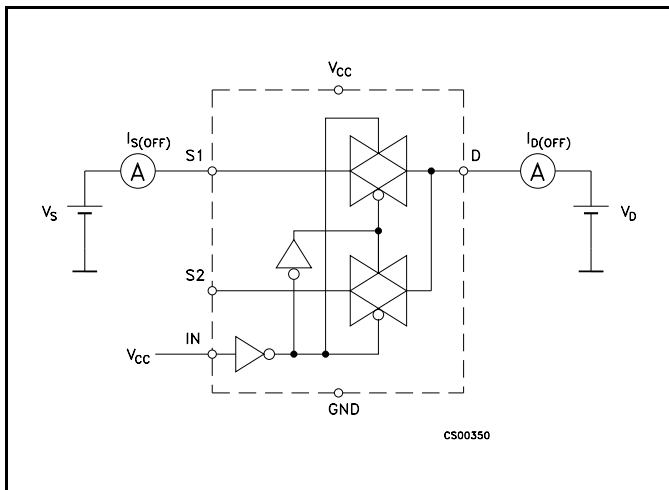 VCC
IS(OFF)
ID(OFF)
S1
D
A
A
VS
VD
S2
IN
VCC
GND
CS00350